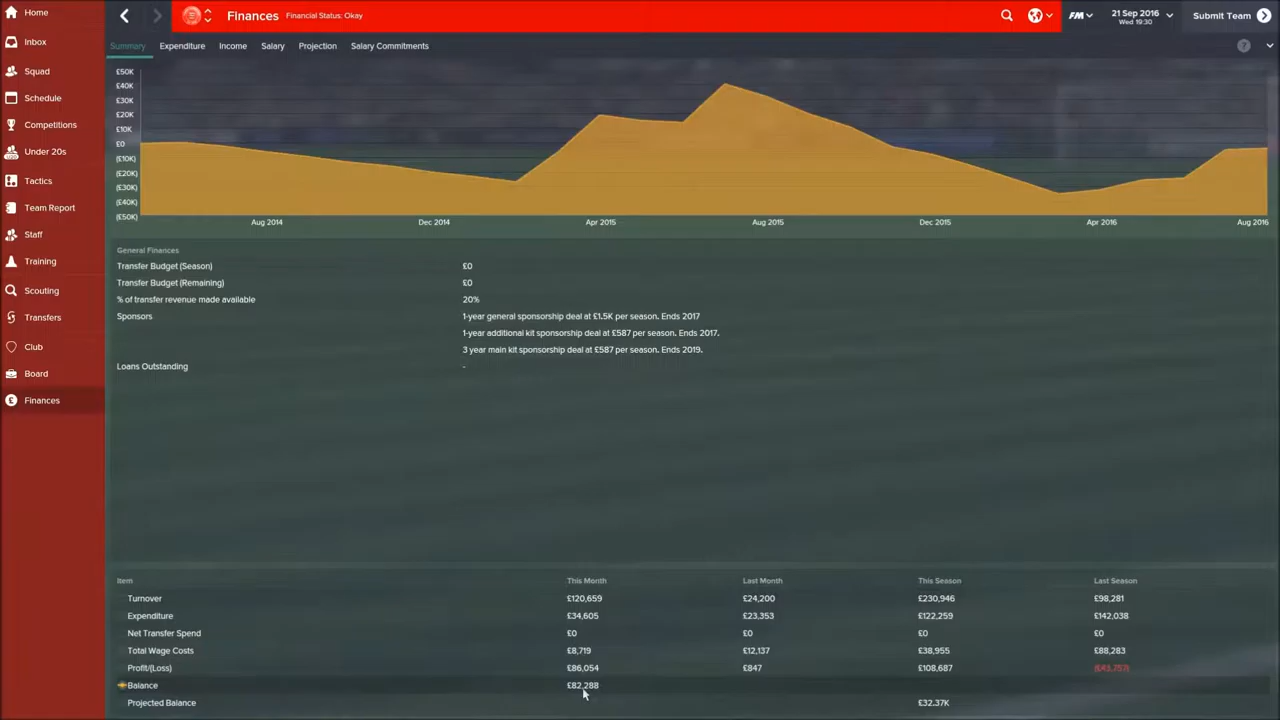 Home
Finances
Financial Status: Okay
FM
21 Sep 2016
Wed 19:30
Submit Team
Inbox
Squad
Schedule
Competitions
Under 20s
Tactics
Team Report
Staff
Training
Scouting
Transfers
Club
Board
Finances
Summary
Expenditure
Income
Salary
Projection
Salary Commitments
£50K
£40K
£30K
£20K
£10K
£0
(£10K)
(£20K)
(£30K)
(£40K)
(£50K)
Aug 2014
Dec 2014
Apr 2015
Aug 2015
Dec 2015
Apr 2016
Aug 2016
General Finances
Transfer Budget (Season) £0
Transfer Budget (Remaining) £0
% of transfer revenue made available 20%
Sponsors 1-year general sponsorship deal at £1.5K per season. Ends 2017
1-year additional kit sponsorship deal at £587 per season. Ends 2017.
3 year main kit sponsorship deal at £587 per season. Ends 2019.
Loans Outstanding -
Item This Month Last Month This Season Last Season
Turnover £120,659 £24,200 £230,946 £98,281
Expenditure £34,605 £23,353 £122,259 £142,038
Net Transfer Spend £0 £0 £0 £0
Total Wage Costs £8,719 £12,137 £38,955 £88,283
Profit/(Loss) £86,054 £847 £108,687 (£43,757)
Balance £82,288
Projected Balance £32.37K